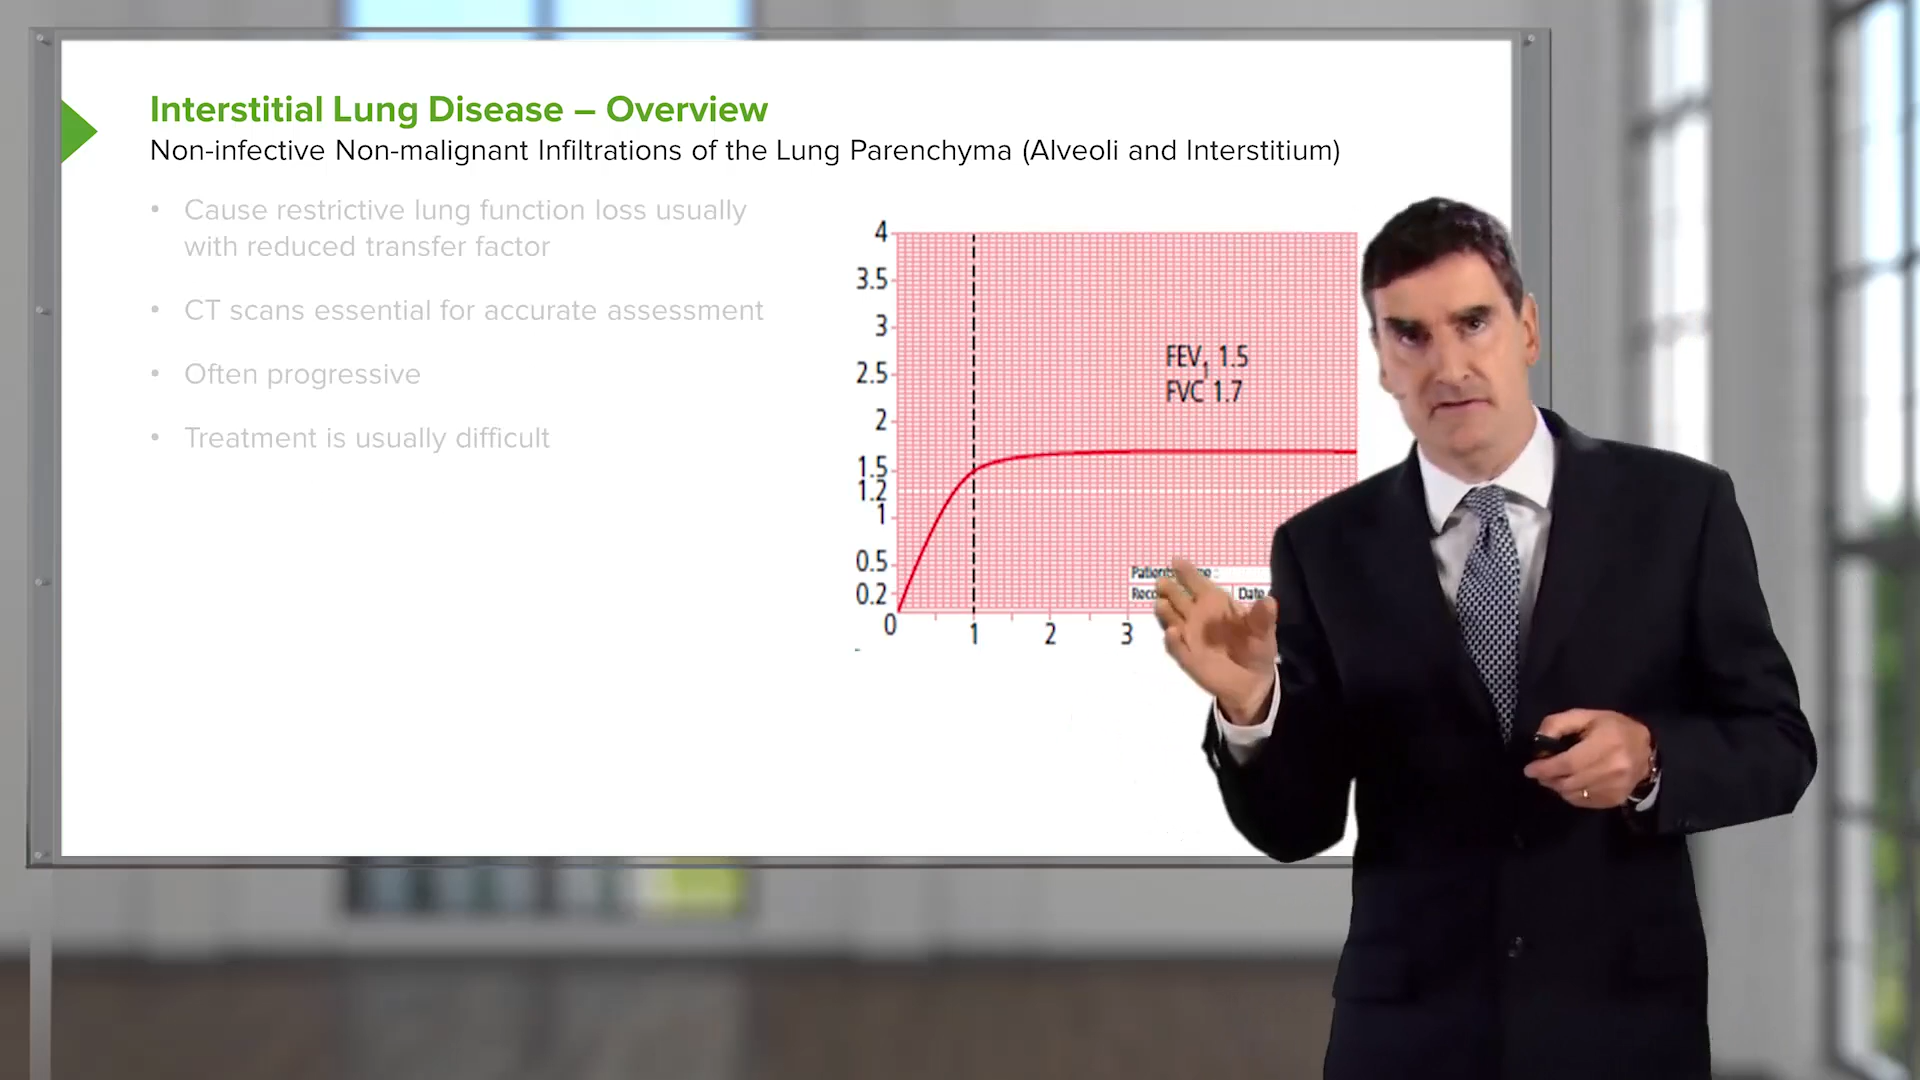 Interstitial Lung Disease – Overview
Non-infective Non-malignant Infiltrations of the Lung Parenchyma (Alveoli and Interstitium)
• Cause restrictive lung function loss usually
with reduced transfer factor
• CT scans essential for accurate assessment
• Often progressive
• Treatment is usually difficult
4
3.5
3
2.5
2
1.5
1.2
1
0.5
0.2
0
1
2
3
FEV1 1.5
FVC 1.7
Date